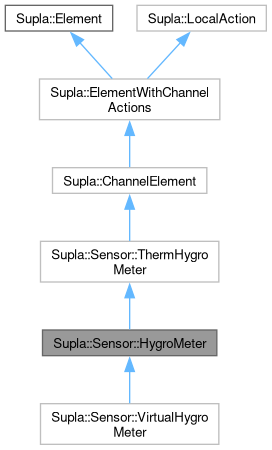 Supla::Element
Supla::LocalAction
Supla::ElementWithChannel
Actions
Supla::ChannelElement
Supla::Sensor::ThermHygro
Meter
Supla::Sensor::HygroMeter
Supla::Sensor::VirtualHygro
Meter